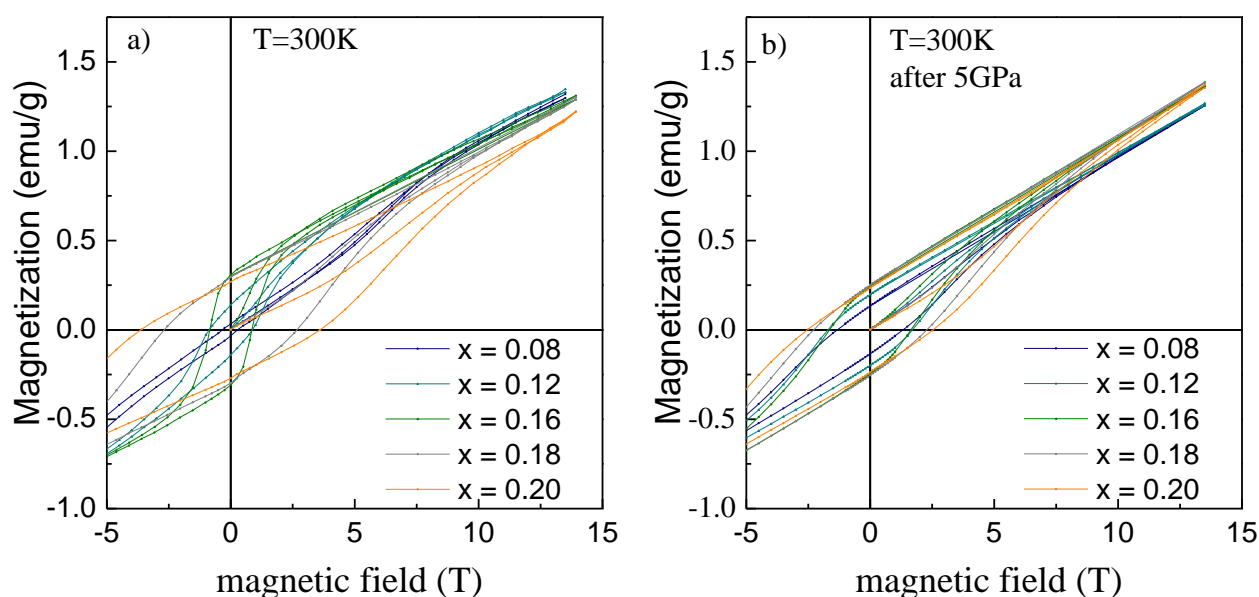 a)
T=300K
Magnetization (emu/g)
1.5
1.0
0.5
0.0
-0.5
-1.0
x = 0.08
x = 0.12
x = 0.16
x = 0.18
x = 0.20
-5
0
5
10
15
magnetic field (T)
b)
T=300K
after 5GPa
Magnetization (emu/g)
1.5
1.0
0.5
0.0
-0.5
-1.0
x = 0.08
x = 0.12
x = 0.16
x = 0.18
x = 0.20
-5
0
5
10
15
magnetic field (T)